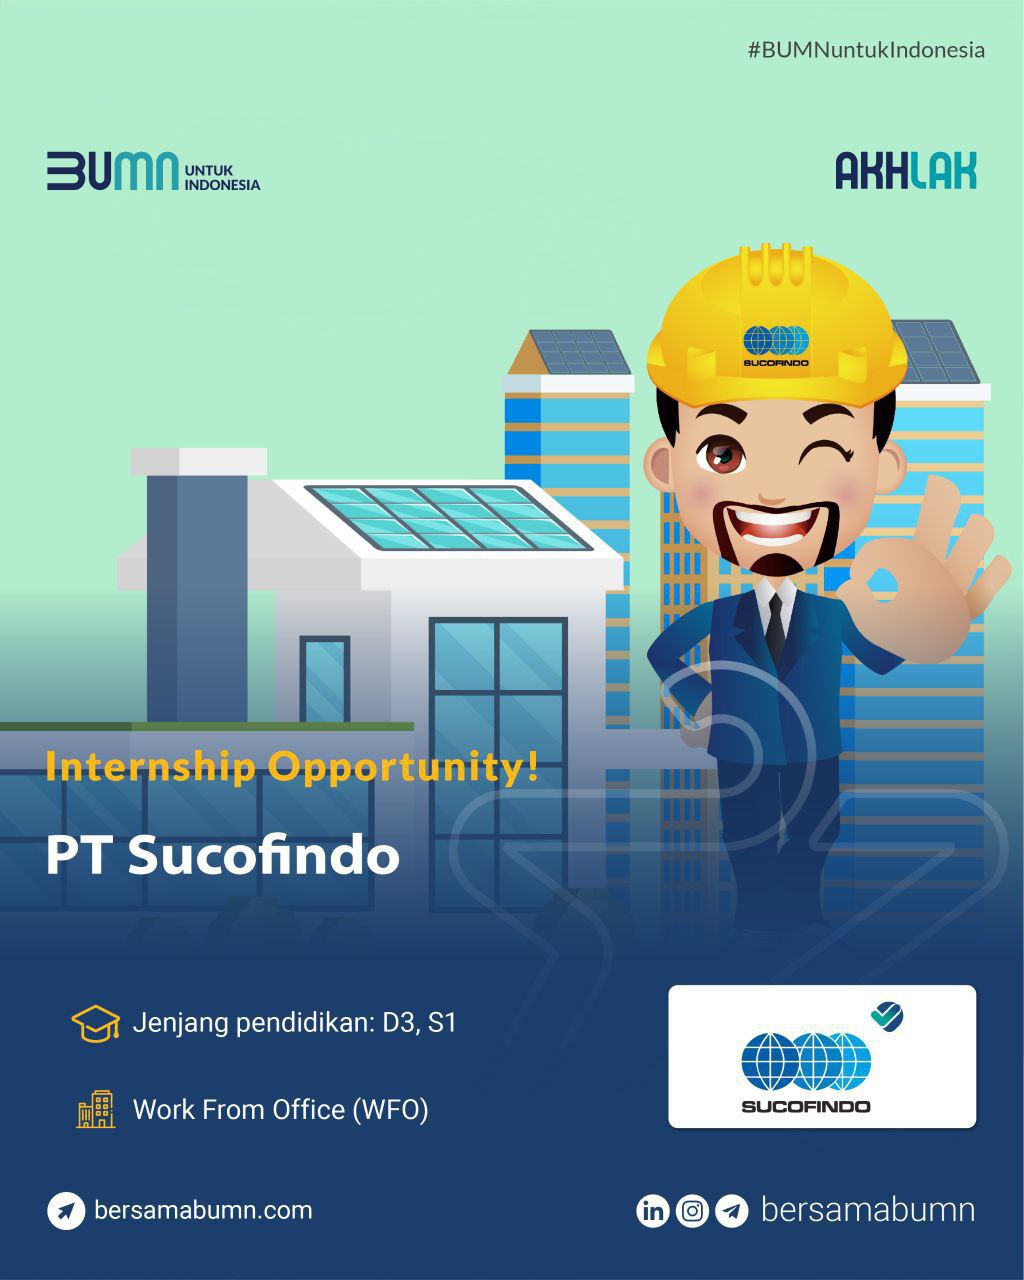 #BUMNuntukIndonesia
BUMN UNTUK
INDONESIA
AKHLAK
SUCOFINDO
Internship Opportunity!
PT Sucofindo
Jenjang pendidikan: D3, S1
Work From Office (WFO)
SUCOFINDO
bersamabumn.com
in
bersamabumn